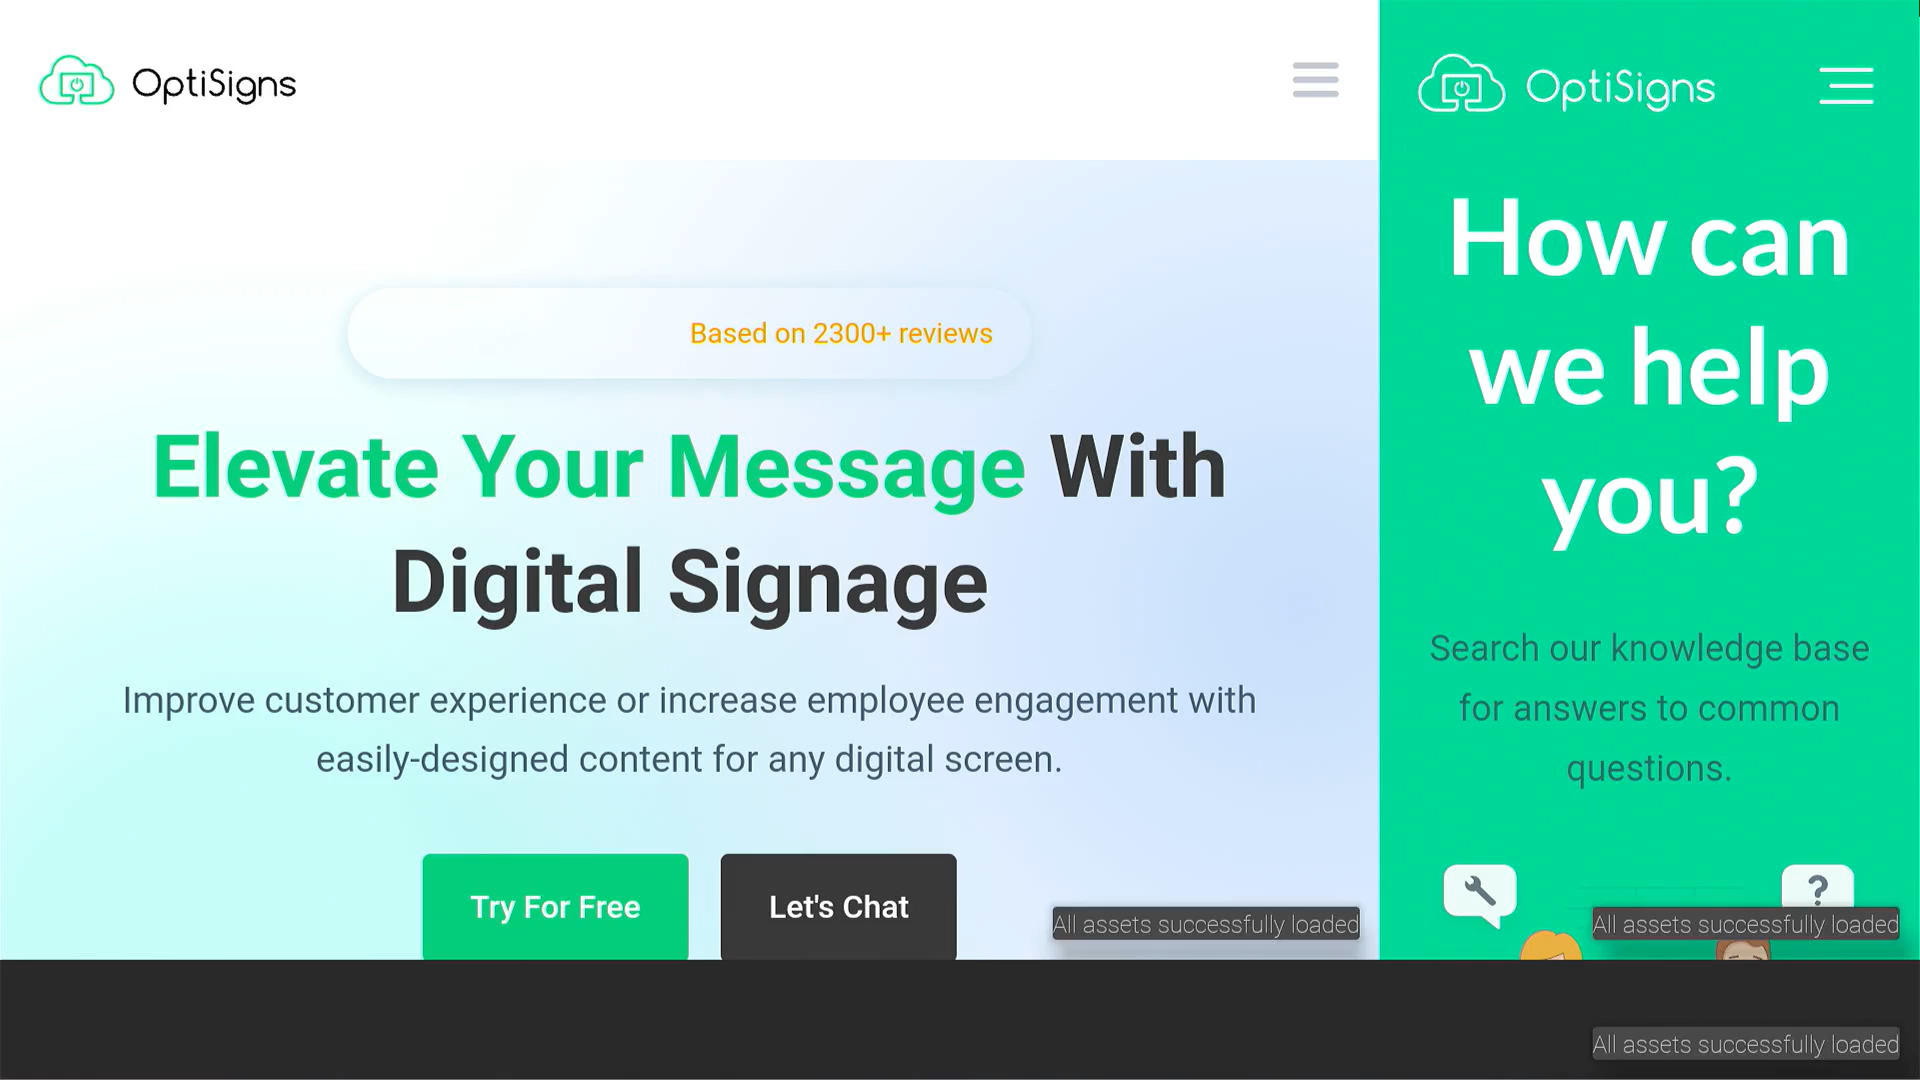 OptiSigns
Based on 2300+ reviews
Elevate Your Message With
Digital Signage
Improve customer experience or increase employee engagement with
easily-designed content for any digital screen.
Try For Free
Let's Chat
All assets successfully loaded
OptiSigns
How can
we help
you?
Search our knowledge base
for answers to common
questions.
?
All assets successfully loaded
All assets successfully loaded